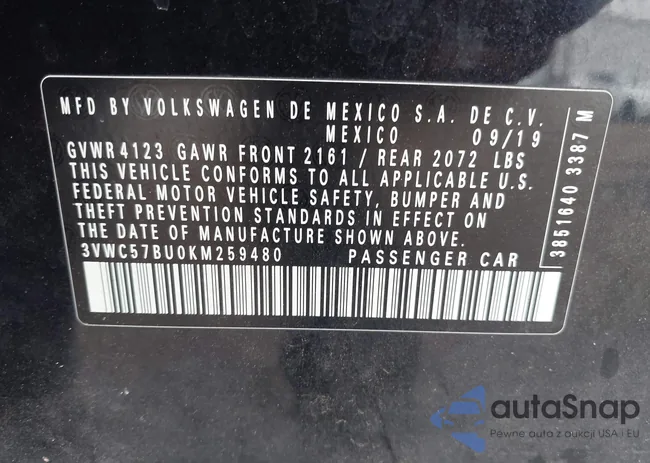 MFD BY VOLKSWAGEN DE MEXICO S.A. DE C.V.
MEXICO 09/19
GVWR 4123 GAWR FRONT 2161 / REAR 2072 LBS
THIS VEHICLE CONFORMS TO ALL APPLICABLE U.S.
FEDERAL MOTOR VEHICLE SAFETY, BUMPER AND
THEFT PREVENTION STANDARDS IN EFFECT ON
THE DATE OF MANUFACTURE SHOWN ABOVE.
3VWC57BU0KM259480 PASSENGER CAR
3851640 3387 M
autoSnap
Pewne auta z aukcji USA i EU